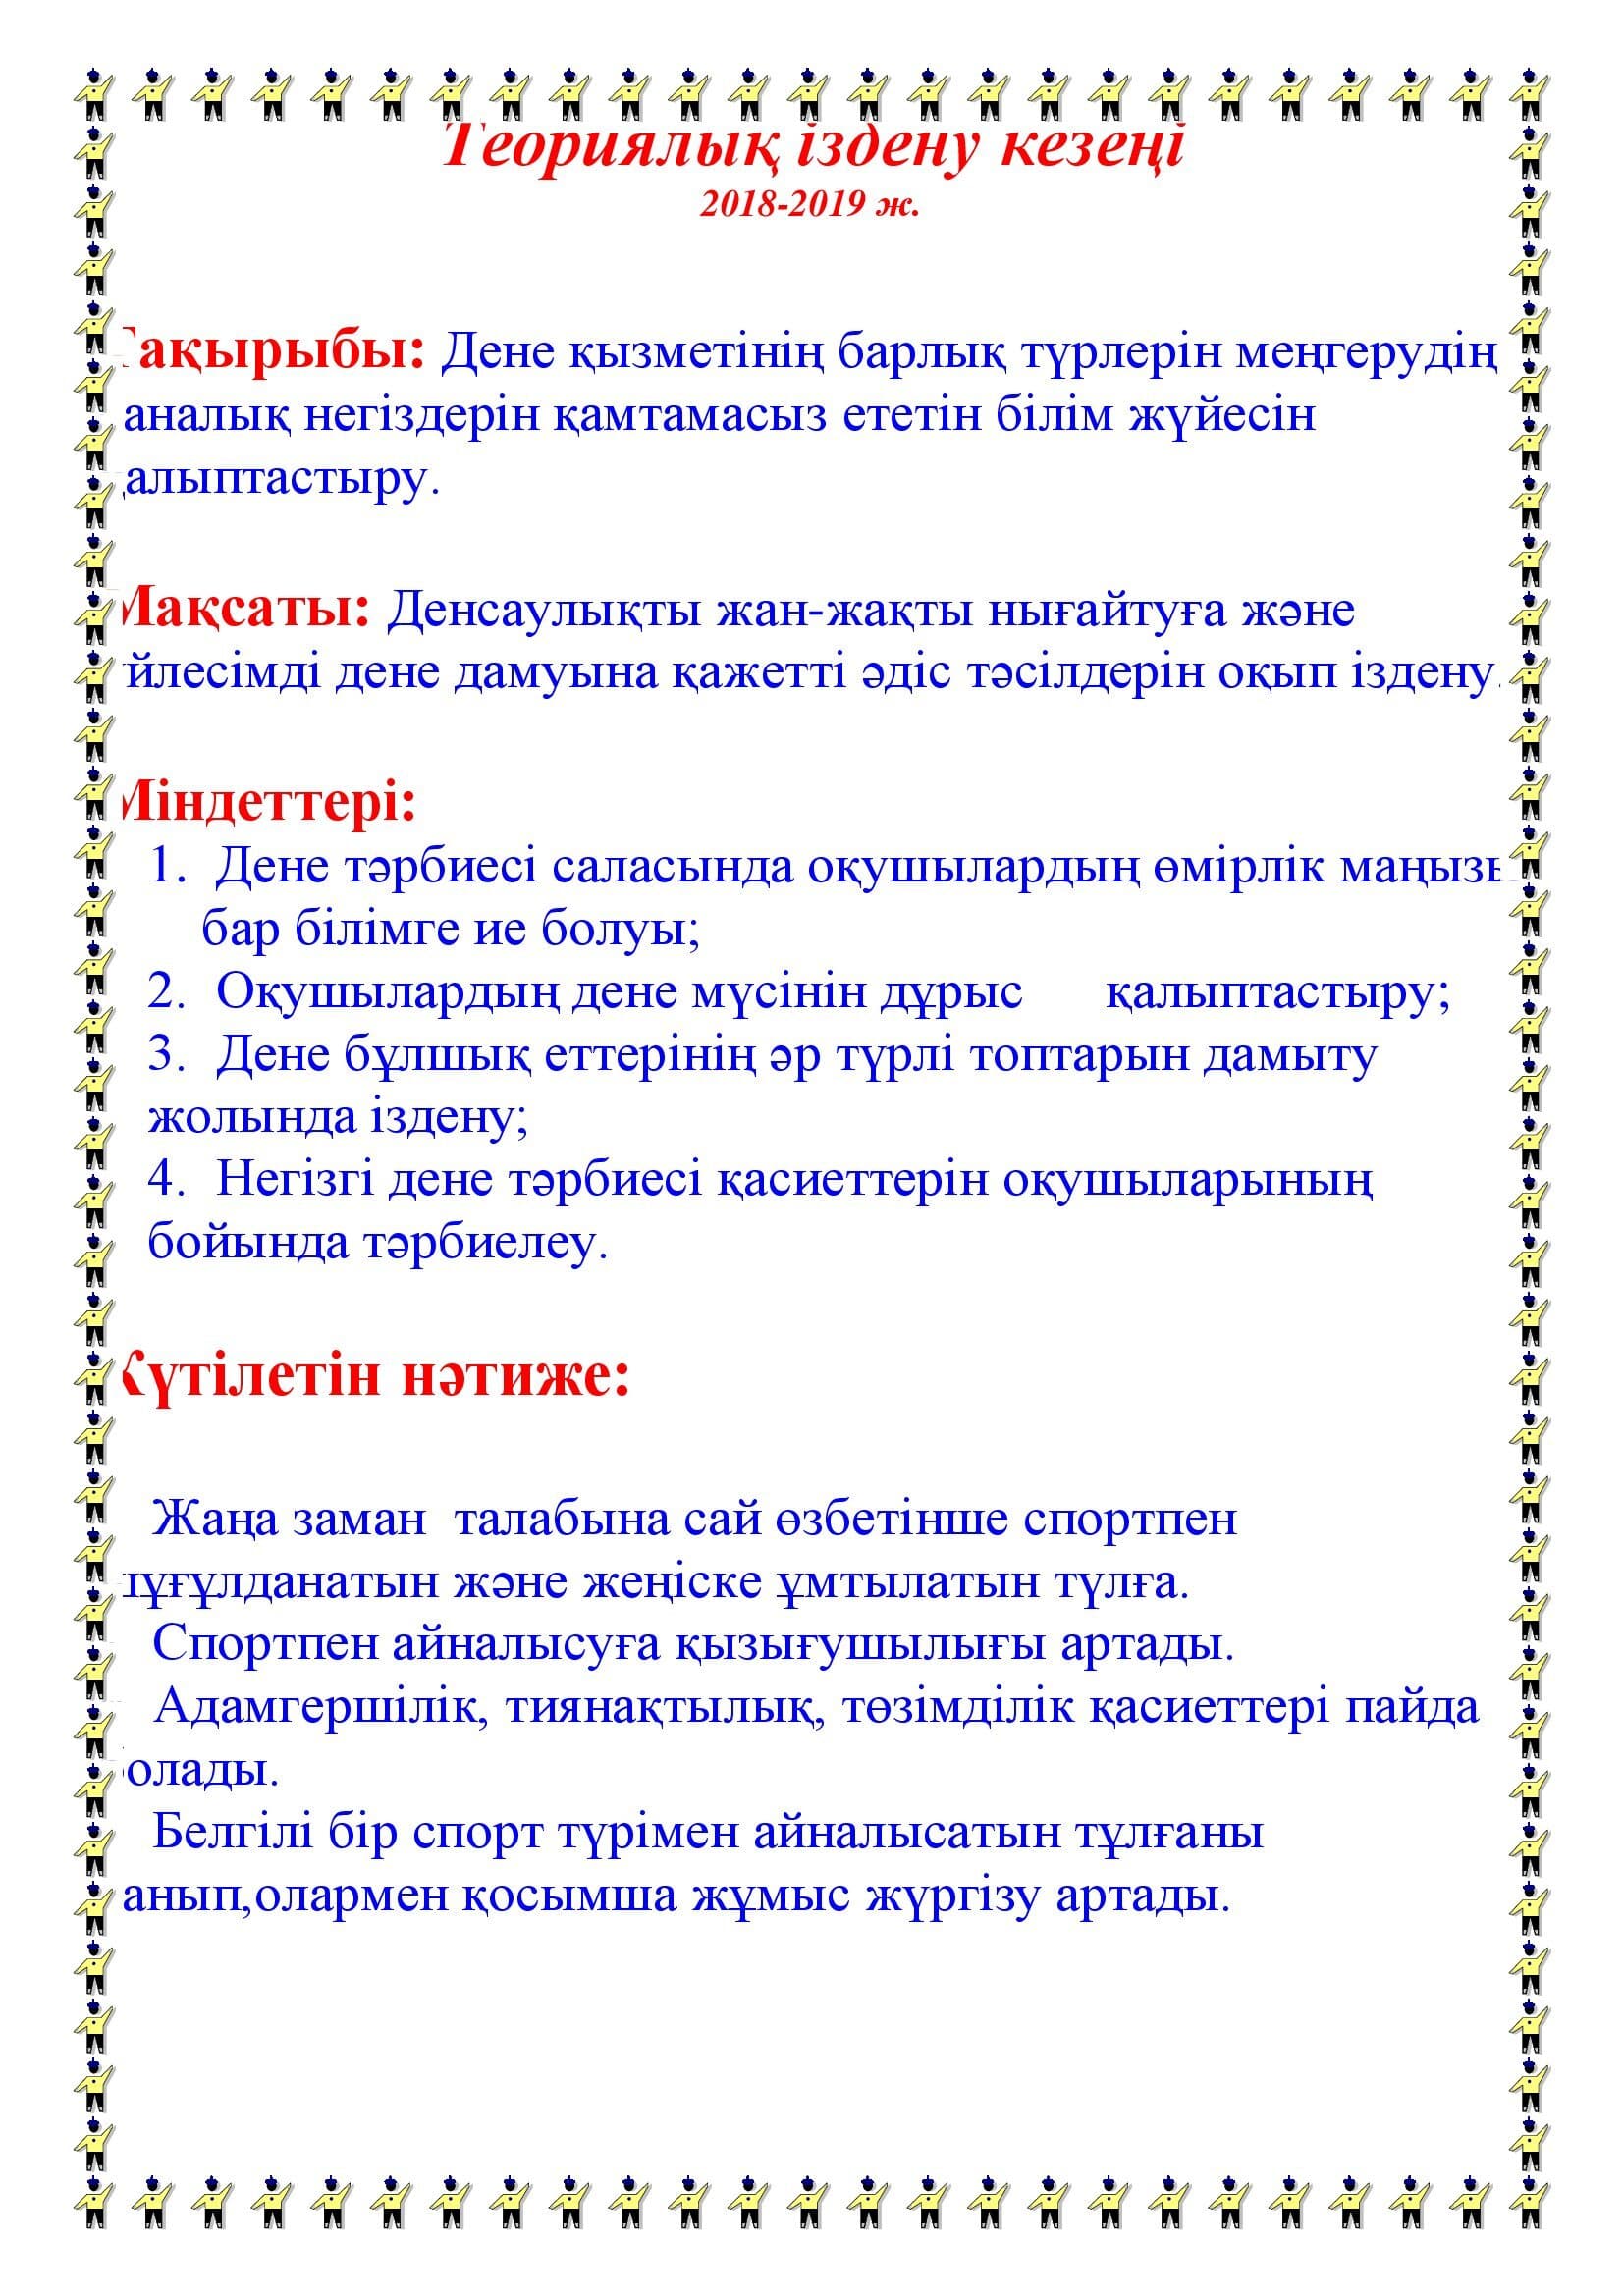 Теориялық іздену кезеңі
2018-2019 ж.
Тақырыбы: Дене қызметінің барлық түрлерін меңгерудің
аналық негіздерін қамтамасыз ететін білім жүйесін
қалыптастыру.
Мақсаты: Денсаулықты жан-жақты нығайтуға және
үйлесімді дене дамуына қажетті әдіс тәсілдерін оқып іздену.
Міндеттері:
1. Дене тәрбиесі саласында оқушылардың өмірлік маңызы
бар білімге ие болуы;
2. Оқушылардың дене мүсінін дұрыс қалыптастыру;
3. Дене бұлшық еттерінің әр түрлі топтарын дамыту
жолында іздену;
4. Негізгі дене тәрбиесі қасиеттерін оқушыларының
бойында тәрбиелеу.
Күтілетін нәтиже:
Жаңа заман талабына сай өзбетінше спортпен
шұғұлданатын және жеңіске ұмтылатын түлға.
Спортпен айналысуға қызығушылығы артады.
Адамгершілік, тиянақтылық, төзімділік қасиеттері пайда
болады.
Белгілі бір спорт түрімен айналысатын тұлғаны
анып,олармен қосымша жұмыс жүргізу артады.